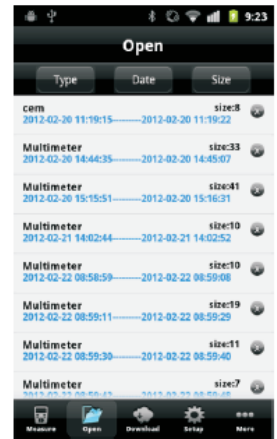 9:23
Open
Type Date Size
cem size:8
2012-02-20 11:19:15--------2012-02-20 11:19:22
Multimeter size:33
2012-02-20 14:44:35--------2012-02-20 14:45:07
Multimeter size:41
2012-02-20 15:15:51--------2012-02-20 15:16:31
Multimeter size:10
2012-02-21 14:02:44--------2012-02-21 14:02:52
Multimeter size:10
2012-02-22 08:58:59--------2012-02-22 08:59:08
Multimeter size:19
2012-02-22 08:59:11--------2012-02-22 08:59:29
Multimeter size:11
2012-02-22 08:59:30--------2012-02-22 08:59:40
Multimeter size:7
Measure Open Download Setup More